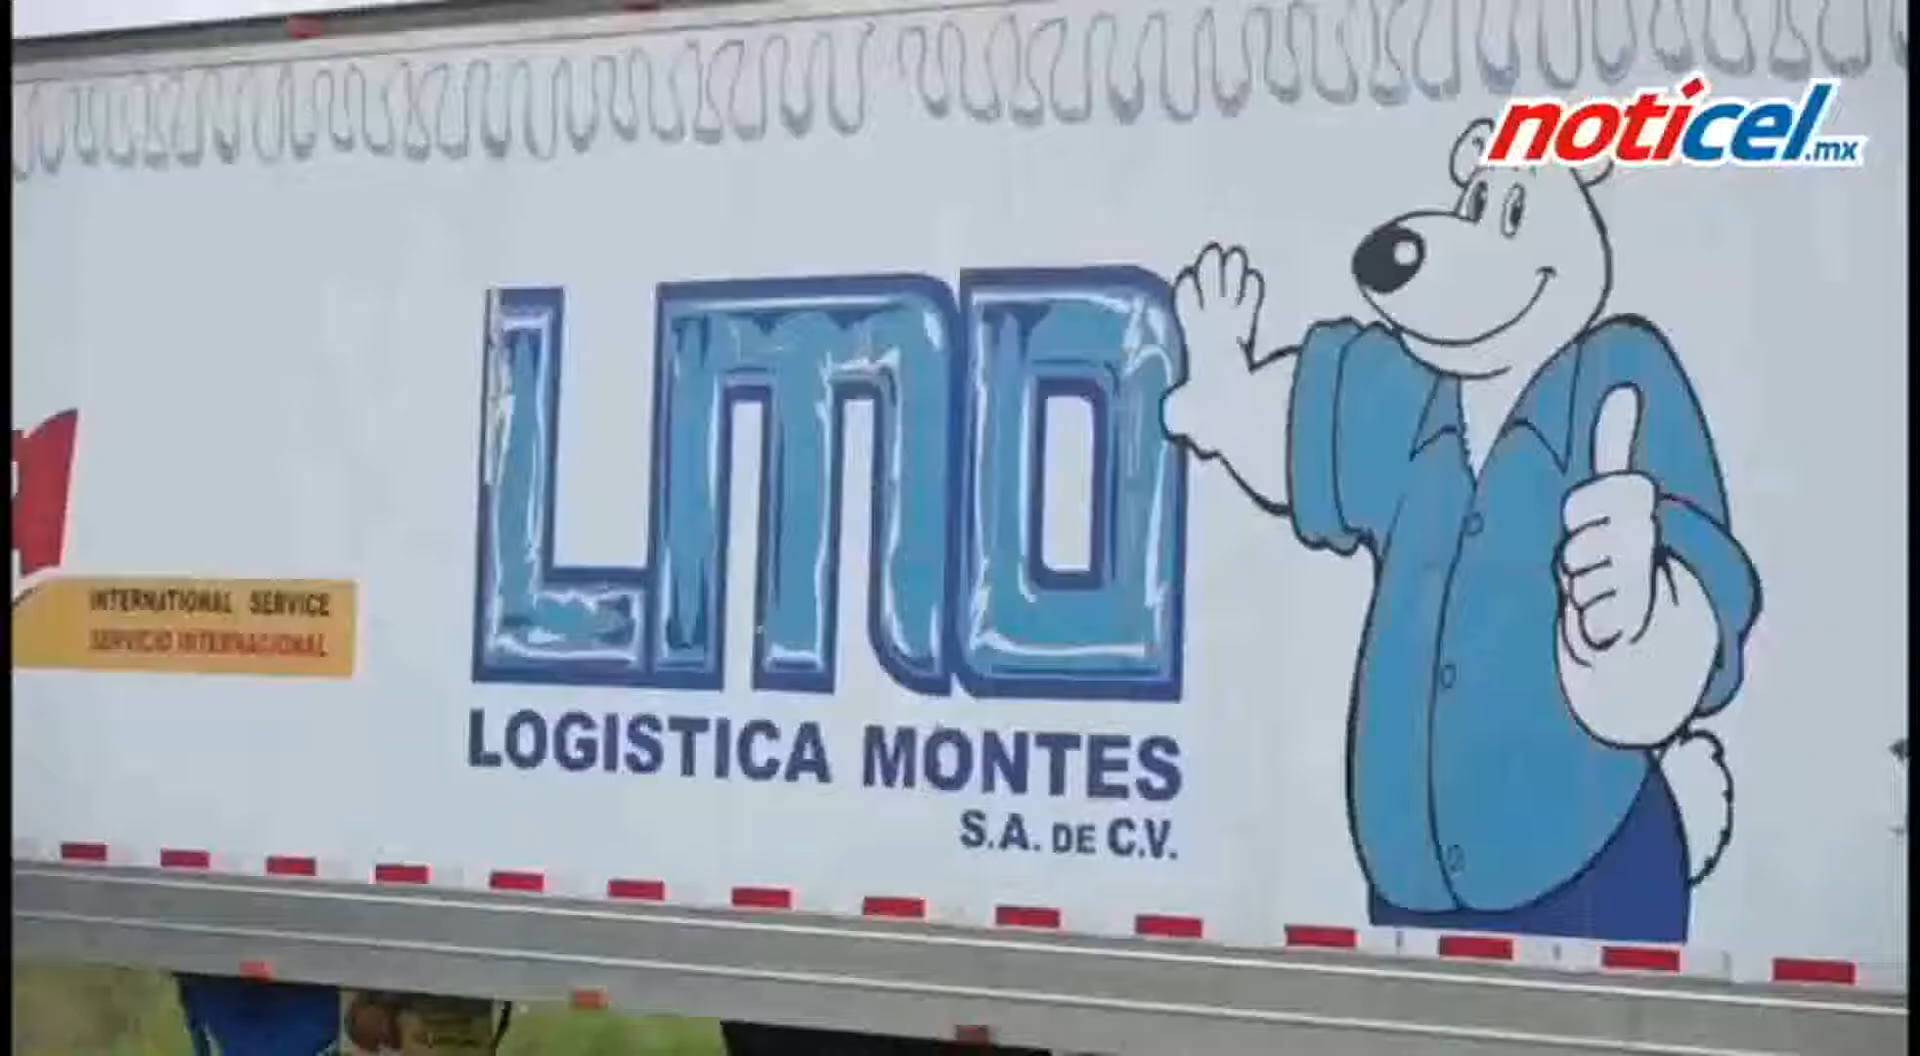 noticel.mx
LMO
INTERNATIONAL SERVICE
SERVICIO INTERNACIONAL
LOGISTICA MONTES
S.A. DE C.V.